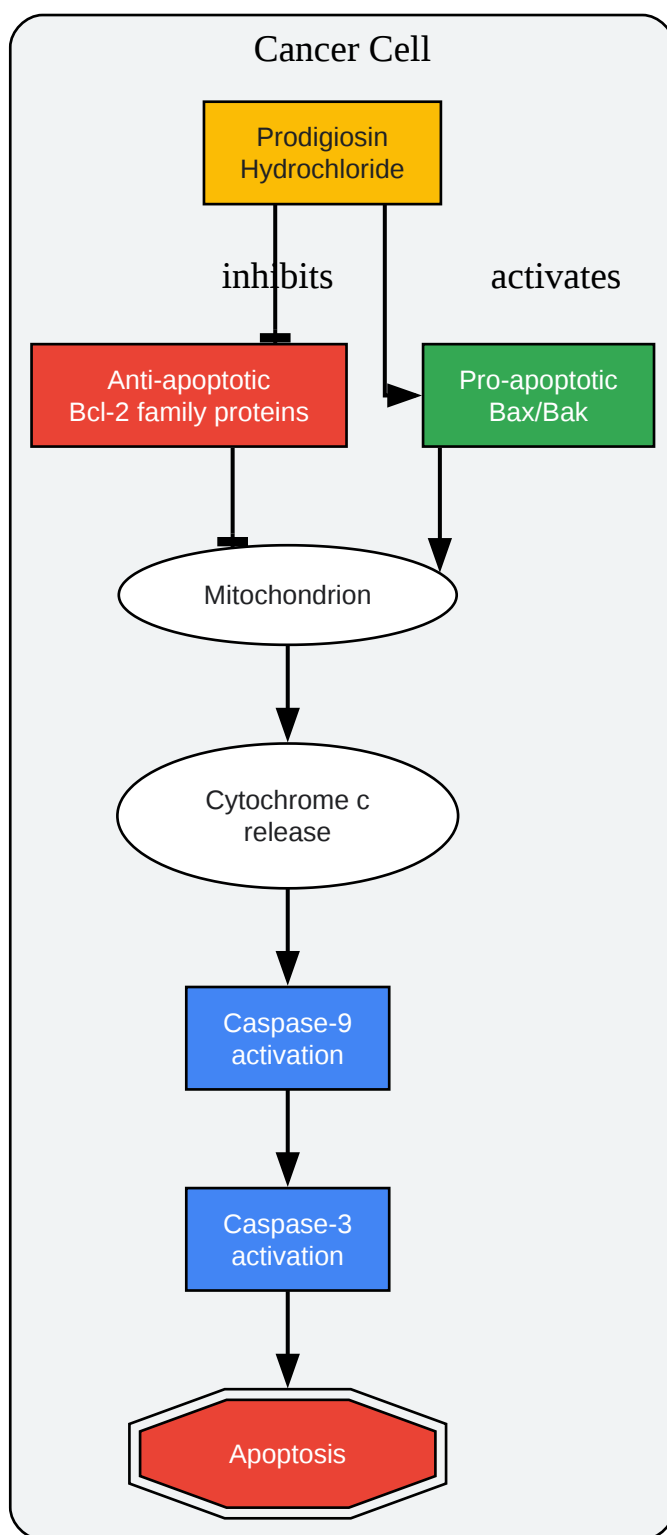 Cancer Cell
Prodigiosin
Hydrochloride
inhibits
activates
Anti-apoptotic
Bcl-2 family proteins
Pro-apoptotic
Bax/Bak
Mitochondrion
Cytochrome c
release
Caspase-9
activation
Caspase-3
activation
Apoptosis